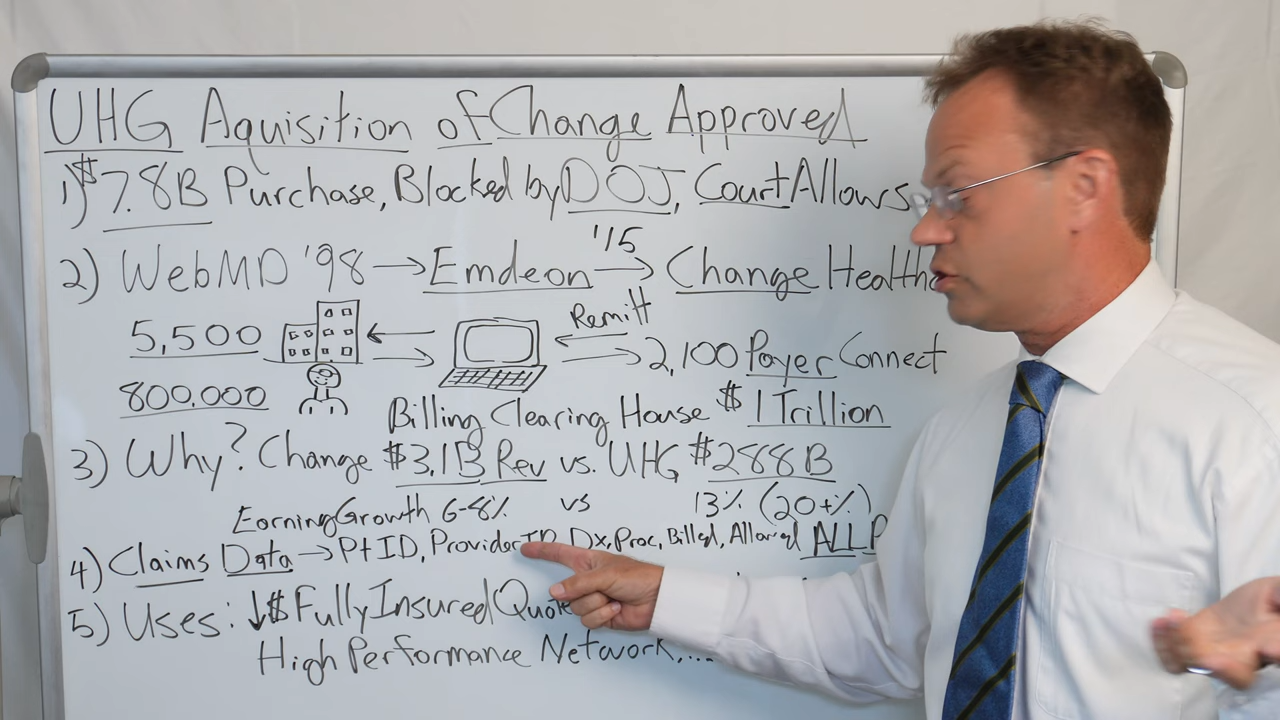 UHG Aquisition of Change Approved
1) $7.8B Purchase, Blocked by DOJ, Court Allows
2) WebMD '98 → Emdeon '15 → Change Health
5,500
Remitt
2,100 Payer Connect
800,000
Billing Clearing House $1 Trillion
3) Why? Change $3.1B Rev vs. UHG $288B
Earning Growth 6-8% vs 13% (20+%)
4) Claims Data → Pt ID, Provider ID, Dx, Proc, Billed, Allowed ALL
5) Uses: ↓$ Fully Insured
High Performance Network,...